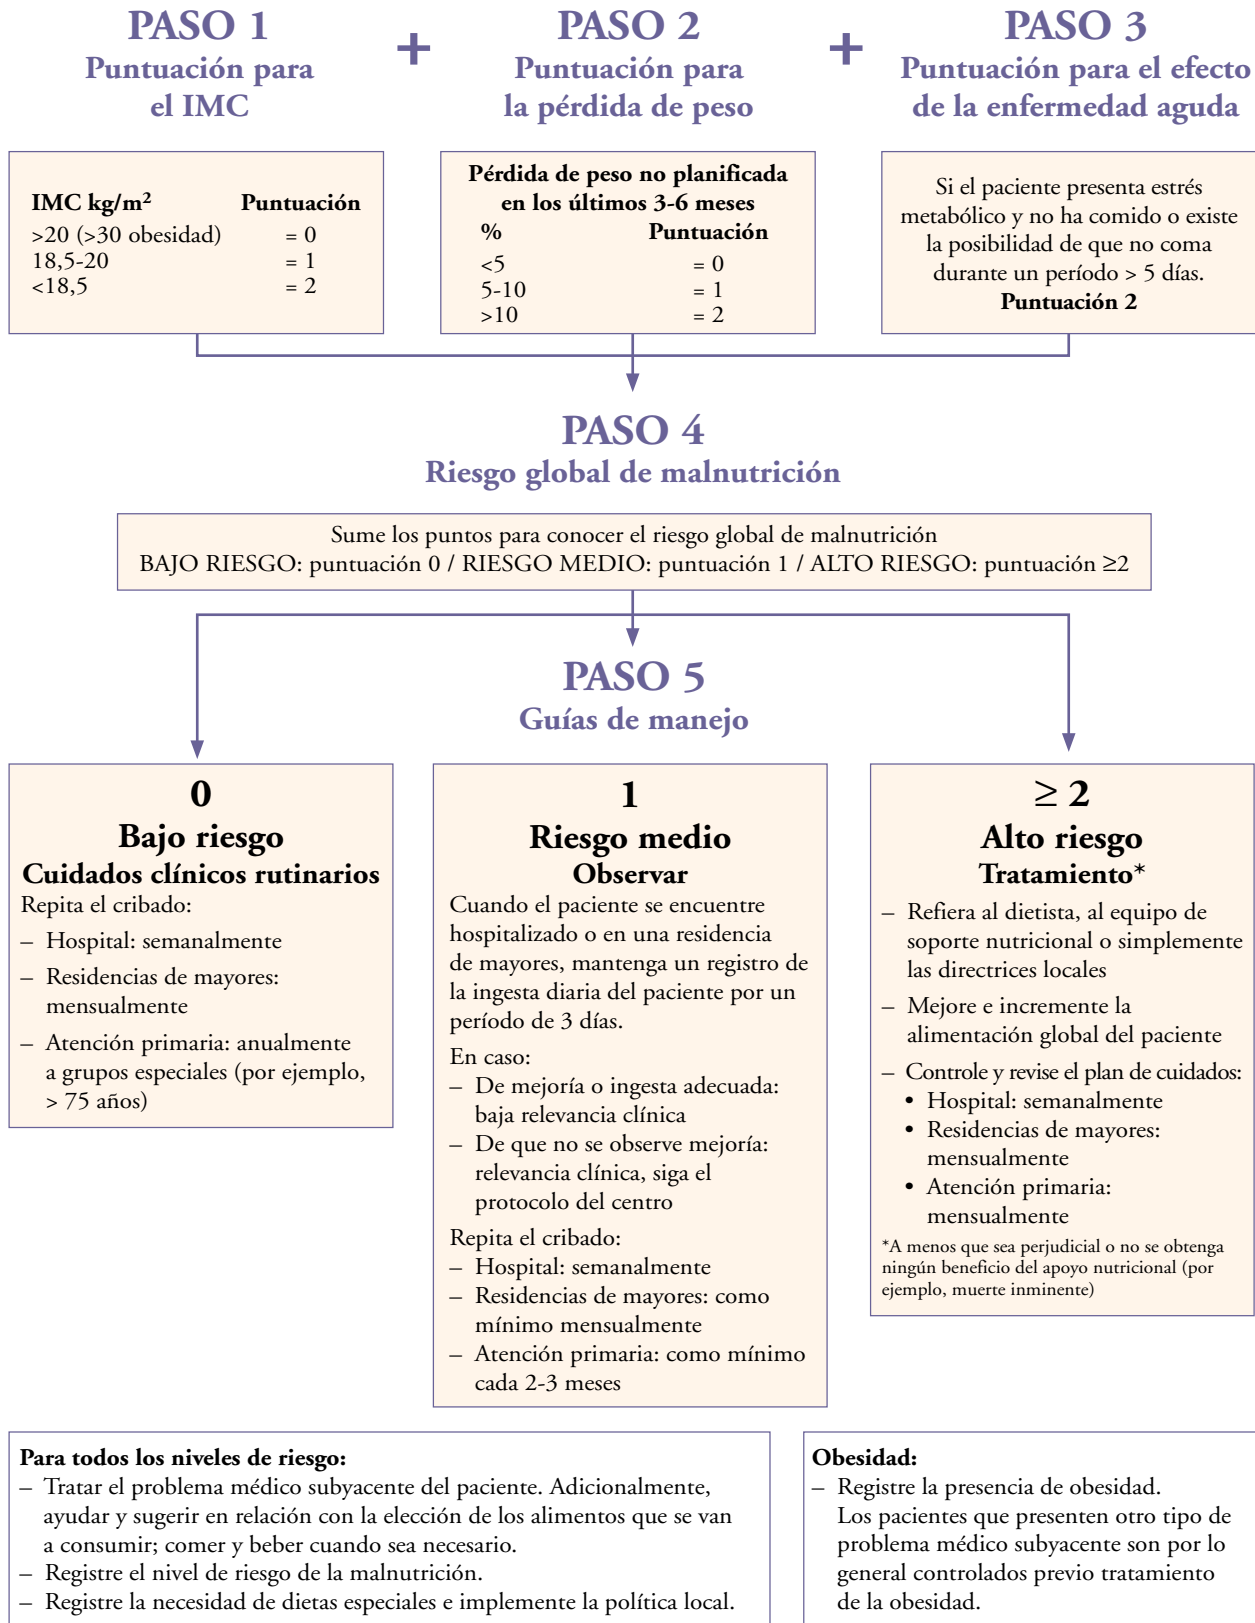 PASO 1
Puntuación para
el IMC
+
PASO 2
Puntuación para
la pérdida de peso
+
PASO 3
Puntuación para el efecto
de la enfermedad aguda
IMC kg/m² Puntuación
>20 (>30 obesidad) = 0
18,5-20 = 1
<18,5 = 2
Pérdida de peso no planificada
en los últimos 3-6 meses
% Puntuación
<5 = 0
5-10 = 1
>10 = 2
Si el paciente presenta estrés
metabólico y no ha comido o existe
la posibilidad de que no coma
durante un período > 5 días.
Puntuación 2
PASO 4
Riesgo global de malnutrición
Sume los puntos para conocer el riesgo global de malnutrición
BAJO RIESGO: puntuación 0 / RIESGO MEDIO: puntuación 1 / ALTO RIESGO: puntuación ≥2
PASO 5
Guías de manejo
0
Bajo riesgo
Cuidados clínicos rutinarios
Repita el cribado:
– Hospital: semanalmente
– Residencias de mayores:
mensualmente
– Atención primaria: anualmente
a grupos especiales (por ejemplo,
> 75 años)
1
Riesgo medio
Observar
Cuando el paciente se encuentre
hospitalizado o en una residencia
de mayores, mantenga un registro de
la ingesta diaria del paciente por un
período de 3 días.
En caso:
– De mejoría o ingesta adecuada:
baja relevancia clínica
– De que no se observe mejoría:
relevancia clínica, siga el
protocolo del centro
Repita el cribado:
– Hospital: semanalmente
– Residencias de mayores: como
mínimo mensualmente
– Atención primaria: como mínimo
cada 2-3 meses
≥ 2
Alto riesgo
Tratamiento*
– Refiera al dietista, al equipo de
soporte nutricional o simplemente
las directrices locales
– Mejore e incremente la
alimentación global del paciente
– Controle y revise el plan de cuidados:
• Hospital: semanalmente
• Residencias de mayores:
mensualmente
• Atención primaria:
mensualmente
*A menos que sea perjudicial o no se obtenga
ningún beneficio del apoyo nutricional (por
ejemplo, muerte inminente)
Para todos los niveles de riesgo:
– Tratar el problema médico subyacente del paciente. Adicionalmente,
ayudar y sugerir en relación con la elección de los alimentos que se van
a consumir; comer y beber cuando sea necesario.
– Registre el nivel de riesgo de la malnutrición.
– Registre la necesidad de dietas especiales e implemente la política local.
Obesidad:
– Registre la presencia de obesidad.
Los pacientes que presenten otro tipo de
problema médico subyacente son por lo
general controlados previo tratamiento
de la obesidad.